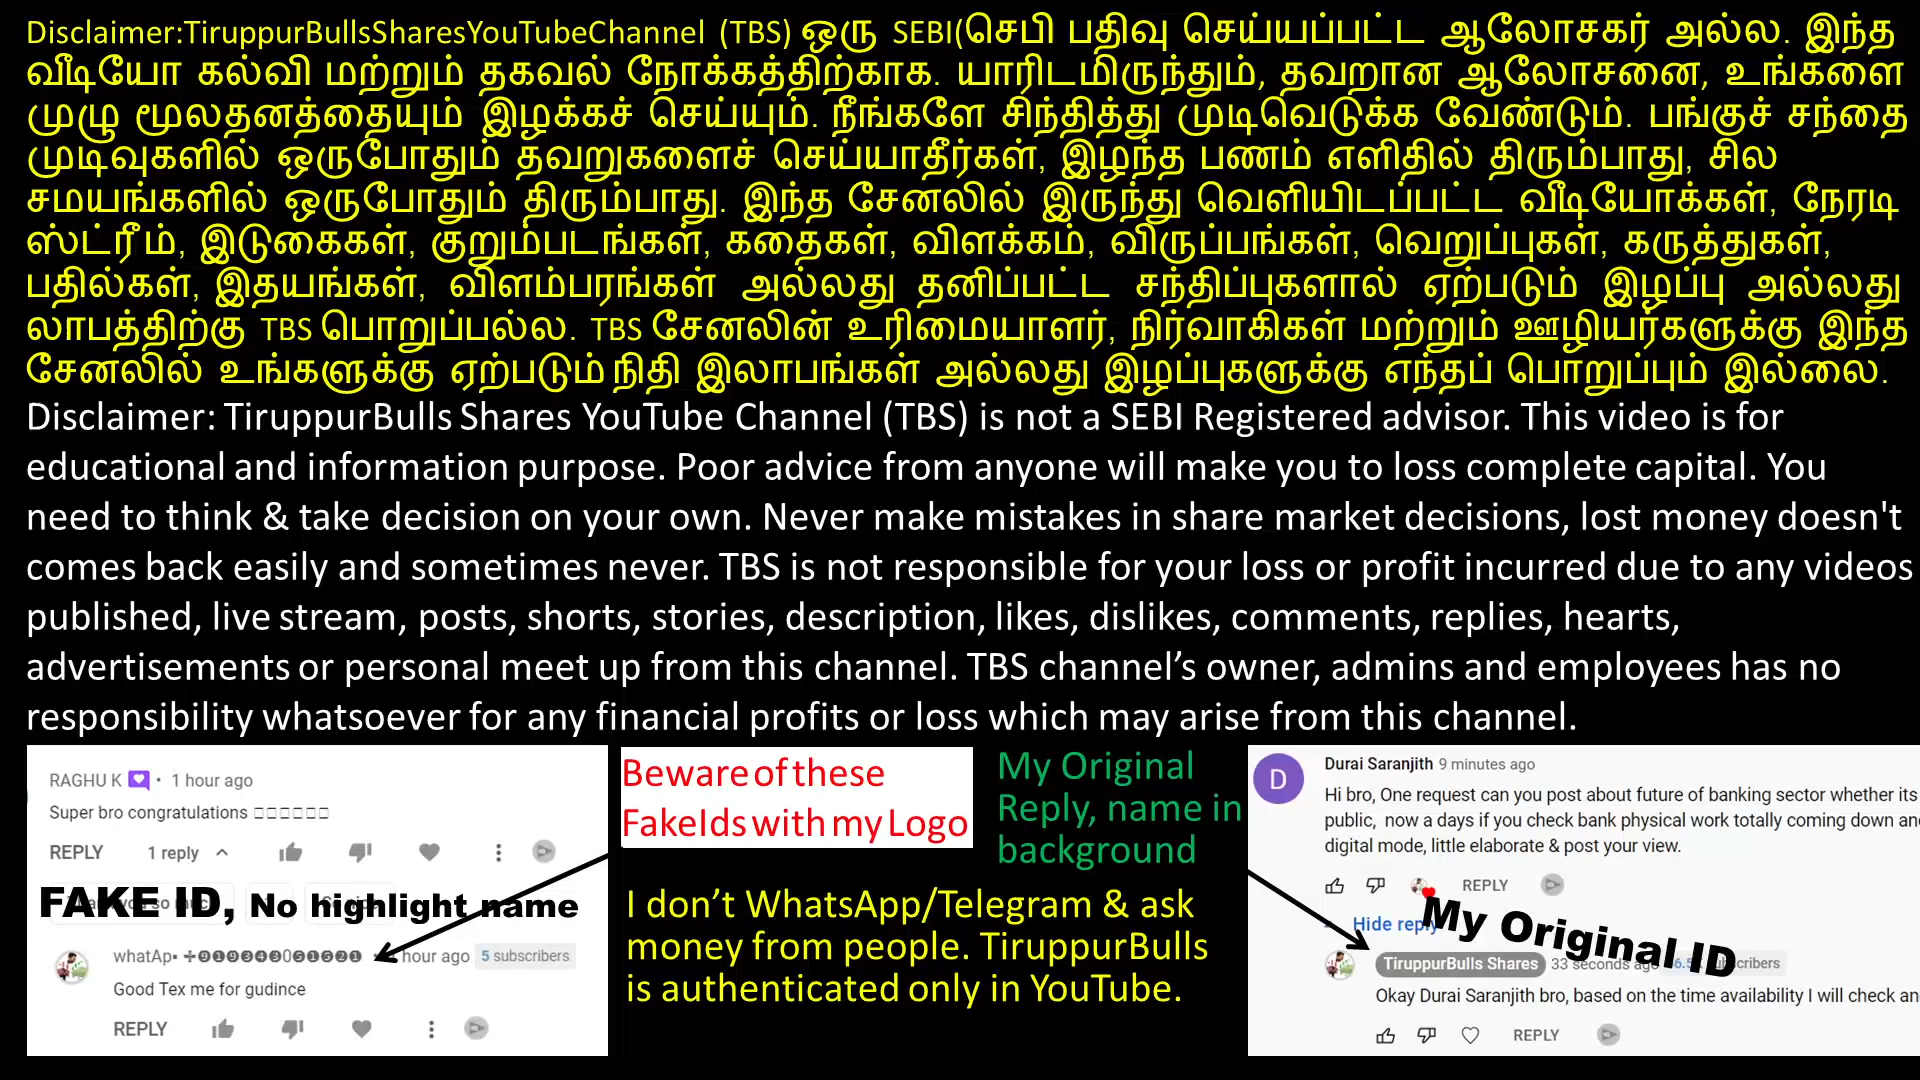 Disclaimer:TiruppurBullsSharesYouTubeChannel (TBS) ஒரு SEBI(செபி பதிவு செய்யப்பட்ட ஆலோசகர் அல்ல. இந்த
வீடியோ கல்வி மற்றும் தகவல் நோக்கத்திற்காக. யாரிடமிருந்தும், தவறான ஆலோசனை, உங்களை
முழு மூலதனத்தையும் இழக்கச் செய்யும். நீங்களே சிந்தித்து முடிவெடுக்க வேண்டும். பங்குச் சந்தை
முடிவுகளில் ஒருபோதும் தவறுகளைச் செய்யாதீர்கள், இழந்த பணம் எளிதில் திரும்பாது, சில
சமயங்களில் ஒருபோதும் திரும்பாது. இந்த சேனலில் இருந்து வெளியிடப்பட்ட வீடியோக்கள், நேரடி
ஸ்ட்ரீம், இடுகைகள், குறும்படங்கள், கதைகள், விளக்கம், விருப்பங்கள், வெறுப்புகள், கருத்துகள்,
பதில்கள், இதயங்கள், விளம்பரங்கள் அல்லது தனிப்பட்ட சந்திப்புகளால் ஏற்படும் இழப்பு அல்லது
லாபத்திற்கு TBS பொறுப்பல்ல. TBS சேனலின் உரிமையாளர், நிர்வாகிகள் மற்றும் ஊழியர்களுக்கு இந்த
சேனலில் உங்களுக்கு ஏற்படும் நிதி இலாபங்கள் அல்லது இழப்புகளுக்கு எந்தப் பொறுப்பும் இல்லை.
Disclaimer: TiruppurBulls Shares YouTube Channel (TBS) is not a SEBI Registered advisor. This video is for
educational and information purpose. Poor advice from anyone will make you to loss complete capital. You
need to think & take decision on your own. Never make mistakes in share market decisions, lost money doesn't
comes back easily and sometimes never. TBS is not responsible for your loss or profit incurred due to any videos
published, live stream, posts, shorts, stories, description, likes, dislikes, comments, replies, hearts,
advertisements or personal meet up from this channel. TBS channel’s owner, admins and employees has no
responsibility whatsoever for any financial profits or loss which may arise from this channel.
RAGHU K • 1 hour ago
Super bro congratulations
REPLY 1 reply
FAKE ID, No highlight name
whatAp• +❾❶❾❸❹❸0❺❶❺❷❶ • hour ago 5 subscribers
Good Tex me for gudince
REPLY
Beware of these
FakeIds with my Logo
My Original
Reply, name in
background
I don’t WhatsApp/Telegram & ask
money from people. TiruppurBulls
is authenticated only in YouTube.
D
Durai Saranjith 9 minutes ago
Hi bro, One request can you post about future of banking sector whether its
public, now a days if you check bank physical work totally coming down an
digital mode, little elaborate & post your view.
REPLY
Hide reply
My Original ID
TiruppurBulls Shares 33 seconds ago
Okay Durai Saranjith bro, based on the time availability I will check an
REPLY